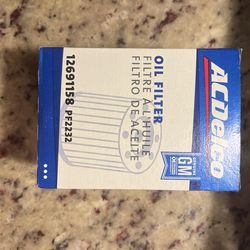 ACDelco
OIL FILTER
FILTRE À L'HUILE
FILTRO DE ACEITE
12691158 PF2232
GM